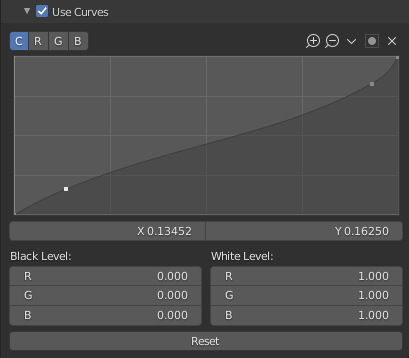 Use Curves
C R G B
X 0.13452 Y 0.16250
Black Level: White Level:
R 0.000 R 1.000
G 0.000 G 1.000
B 0.000 B 1.000
Reset